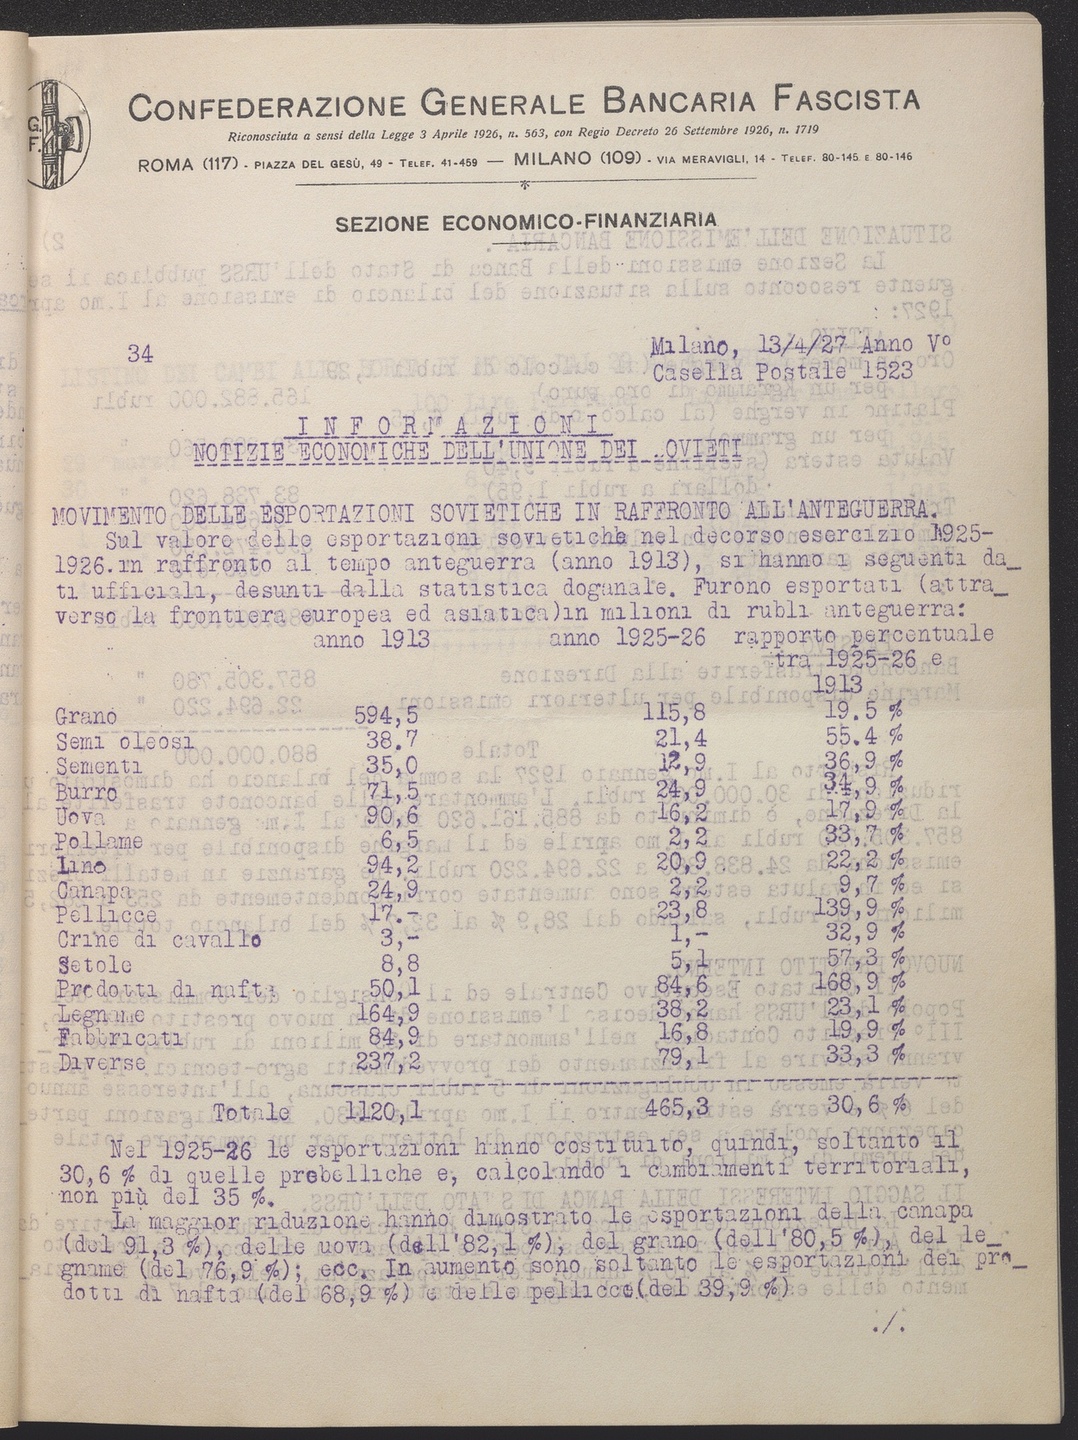 G.
F.
CONFEDERAZIONE GENERALE BANCARIA FASCISTA
Riconosciuta a sensi della Legge 3 Aprile 1926, n. 563, con Regio Decreto 26 Settembre 1926, n. 1719
ROMA (117) - PIAZZA DEL GESÙ, 49 - TELEF. 41-459 — MILANO (109) - VIA MERAVIGLI, 14 - TELEF. 80-145 E 80-146
SEZIONE ECONOMICO-FINANZIARIA
34 Milano, 13/4/27 Anno V°
Casella Postale 1523
I N F O R M A Z I O N I
NOTIZIE ECONOMICHE DELL'UNIONE DEI .OVIETI
MOVIMENTO DELLE ESPORTAZIONI SOVIETICHE IN RAFFRONTO ALL'ANTEGUERRA.
Sul valore delle esportazioni sovietiche nel decorso esercizio 1925-
1926.in raffronto al tempo anteguerra (anno 1913), si hanno i seguenti da_
ti ufficiali, desunti dalla statistica doganale. Furono esportati (attra_
verso la frontiera europea ed asiatica)in milioni di rubli anteguerra:
anno 1913 anno 1925-26 rapporto percentuale
tra 1925-26 e
1913
Grano 594,5 115,8 19.5 %
Semi oleosi 38.7 21,4 55.4 %
Sementi 35,0 12,9 36,9 %
Burro 71,5 24,9 34,9 %
Uova 90,6 16,2 17,9 %
Pollame 6,5 2,2 33,7 %
Lino 94,2 20,9 22,2 %
Canapa 24,9 2,2 9,7 %
Pellicce 17.- 23,8 139,9 %
Crine di cavallo 3,- 1,- 32,9 %
Setole 8,8 5,1 57,3 %
Prodotti di nafta 50,1 84,6 168,9 %
Legname 164,9 38,2 23,1 %
Fabbricati 84,9 16,8 19,9 %
Diverse 237,2 79,1 33,3 %
Totale 1120,1 465,3 30,6 %
Nel 1925-26 le esportazioni hanno costituito, quindi, soltanto il
30,6 % di quelle prebelliche e, calcolando i cambiamenti territoriali,
non più del 35 %.
La maggior riduzione hanno dimostrato le esportazioni della canapa
(del 91,3 %), delle uova (dell'82,1 %), del grano (dell'80,5 %), del le_
gname (del 76,9 %); ecc. In aumento sono soltanto le esportazioni dei pro_
dotti di nafta (del 68,9 %) e delle pellicce(del 39,9 %)
./.